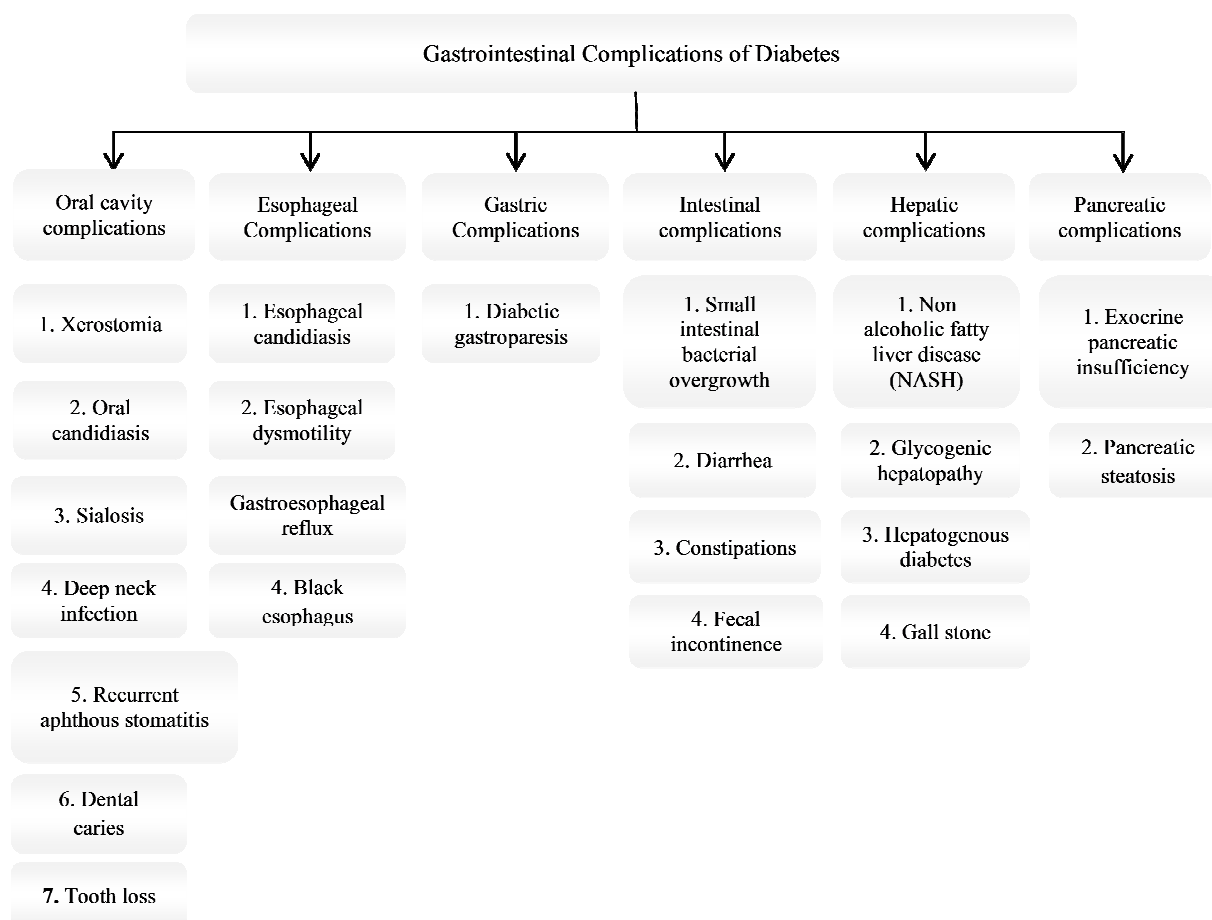 Gastrointestinal Complications of Diabetes
Oral cavity
complications
1. Xerostomia
2. Oral
candidiasis
3. Sialosis
4. Deep neck
infection
5. Recurrent
aphthous stomatitis
6. Dental
caries
7. Tooth loss
Esophageal
Complications
1. Esophageal
candidiasis
2. Esophageal
dysmotility
Gastroesophageal
reflux
4. Black
esophagus
Gastric
Complications
1. Diabetic
gastroparesis
Intestinal
complications
1. Small
intestinal
bacterial
overgrowth
2. Diarrhea
3. Constipations
4. Fecal
incontinence
Hepatic
complications
1. Non
alcoholic fatty
liver disease
(NASH)
2. Glycogenic
hepatopathy
3. Hepatogenous
diabetes
4. Gall stone
Pancreatic
complications
1. Exocrine
pancreatic
insufficiency
2. Pancreatic
steatosis